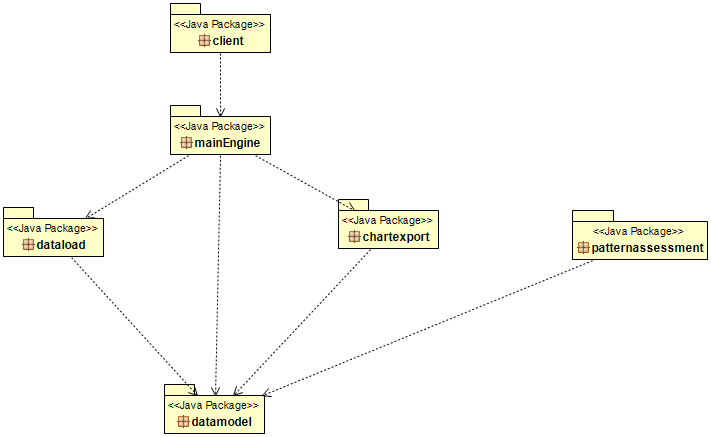 <<Java Package>>
client
<<Java Package>>
mainEngine
<<Java Package>>
dataload
<<Java Package>>
chartexport
<<Java Package>>
patternassessment
<<Java Package>>
datamodel